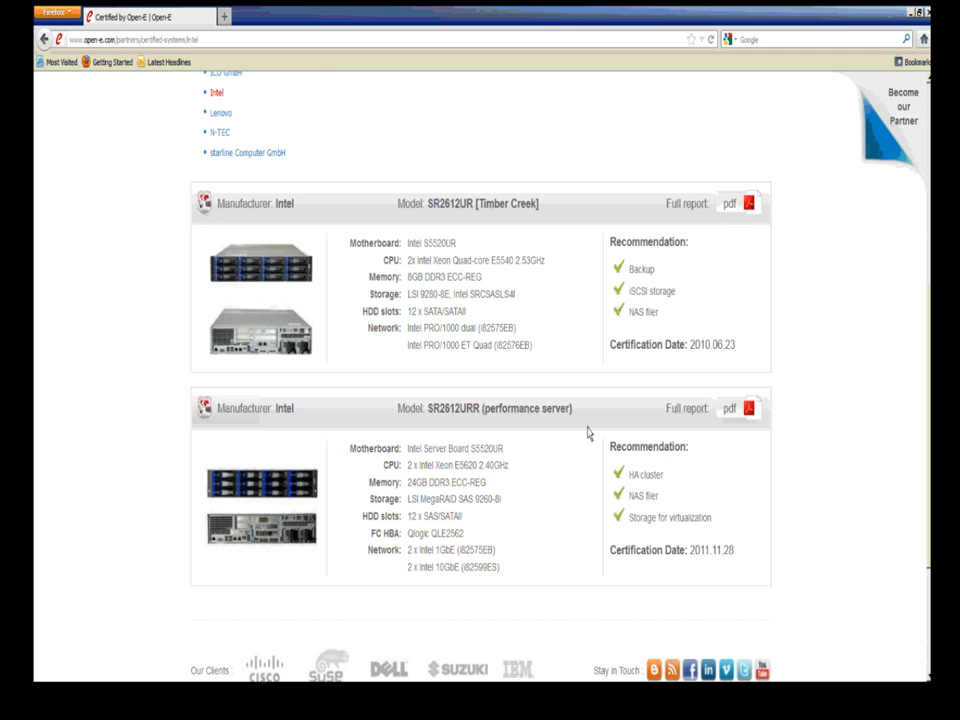 Firefox
Certified by Open-E | Open-E
www.open-e.com/partners/certified-systems/intel
Google
Most Visited Getting Started Latest Headlines Bookmarks
ICO GmbH
Intel
Lenovo
N-TEC
starline Computer GmbH
Become
our
Partner
Manufacturer: Intel Model: SR2612UR [Timber Creek] Full report: pdf
Motherboard: Intel S5520UR
CPU: 2x Intel Xeon Quad-core E5540 2.53GHz
Memory: 8GB DDR3 ECC-REG
Storage: LSI 9280-8E, Intel SRCSASLS4I
HDD slots: 12 x SATA/SATAII
Network: Intel PRO/1000 dual (i82575EB)
Intel PRO/1000 ET Quad (i82576EB)
Recommendation:
Backup
iSCSI storage
NAS filer
Certification Date: 2010.06.23
Manufacturer: Intel Model: SR2612URR (performance server) Full report: pdf
Motherboard: Intel Server Board S5520UR
CPU: 2 x Intel Xeon E5620 2.40GHz
Memory: 24GB DDR3 ECC-REG
Storage: LSI MegaRAID SAS 9260-8i
HDD slots: 12 x SAS/SATAII
FC HBA: Qlogic QLE2562
Network: 2 x Intel 1GbE (i82575EB)
2 x Intel 10GbE (i82599ES)
Recommendation:
HA cluster
NAS filer
Storage for virtualization
Certification Date: 2011.11.28
Our Clients : CISCO SUSE DELL SUZUKI IBM Stay in Touch : You Tube